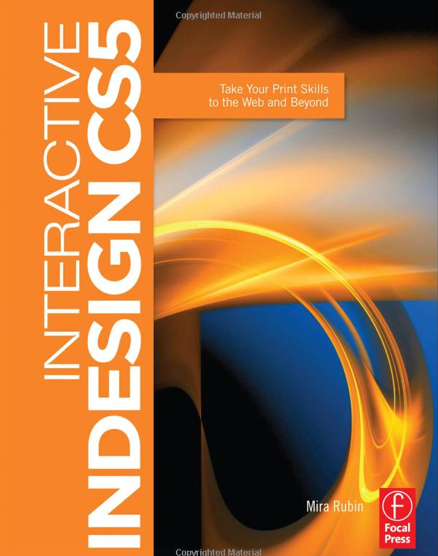 Copyrighted Material
INTERACTIVE
INDESIGN CS5
Take Your Print Skills
to the Web and Beyond
Mira Rubin
f
Focal
Press
Copyrighted Material